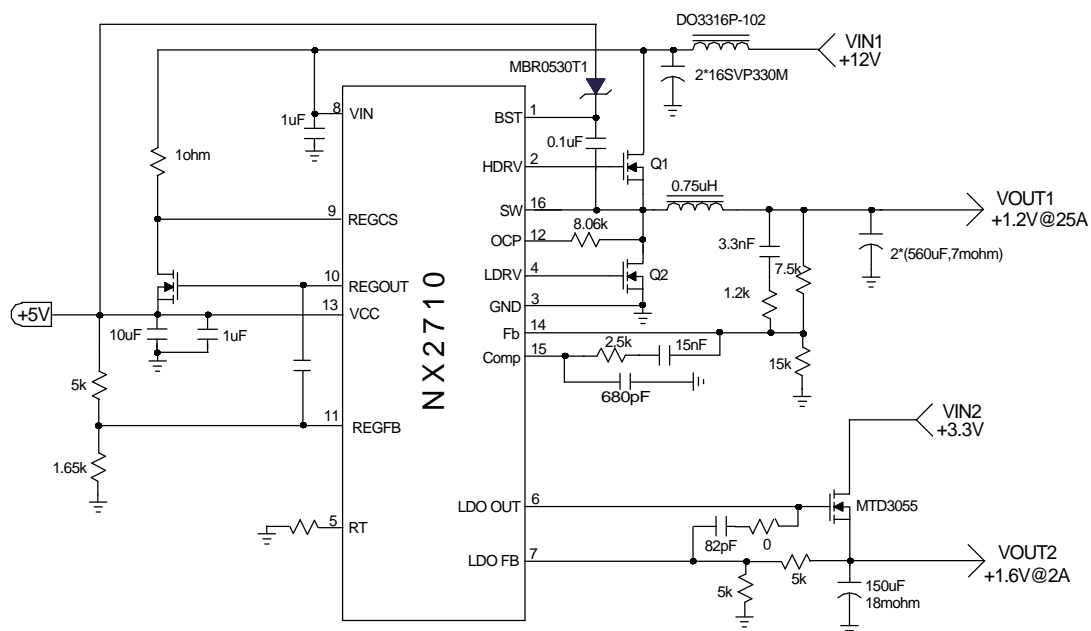 DO3316P-102
VIN1
+12V
2*16SVP330M
MBR0530T1
1uF
8
VIN
BST
1
0.1uF
1ohm
HDRV
2
Q1
9
REGCS
SW
16
0.75uH
VOUT1
+1.2V@25A
OCP
12
8.06k
3.3nF
7.5k
2*(560uF,7mohm)
10
REGOUT
LDRV
4
Q2
1.2k
+5V
13
VCC
GND
3
10uF
1uF
Fb
14
Comp
15
2.5k
15nF
15k
680pF
NX2710
5k
11
REGFB
1.65k
VIN2
+3.3V
LDO OUT
6
MTD3055
5
RT
82pF
0
LDO FB
7
VOUT2
+1.6V@2A
5k
5k
150uF
18mohm